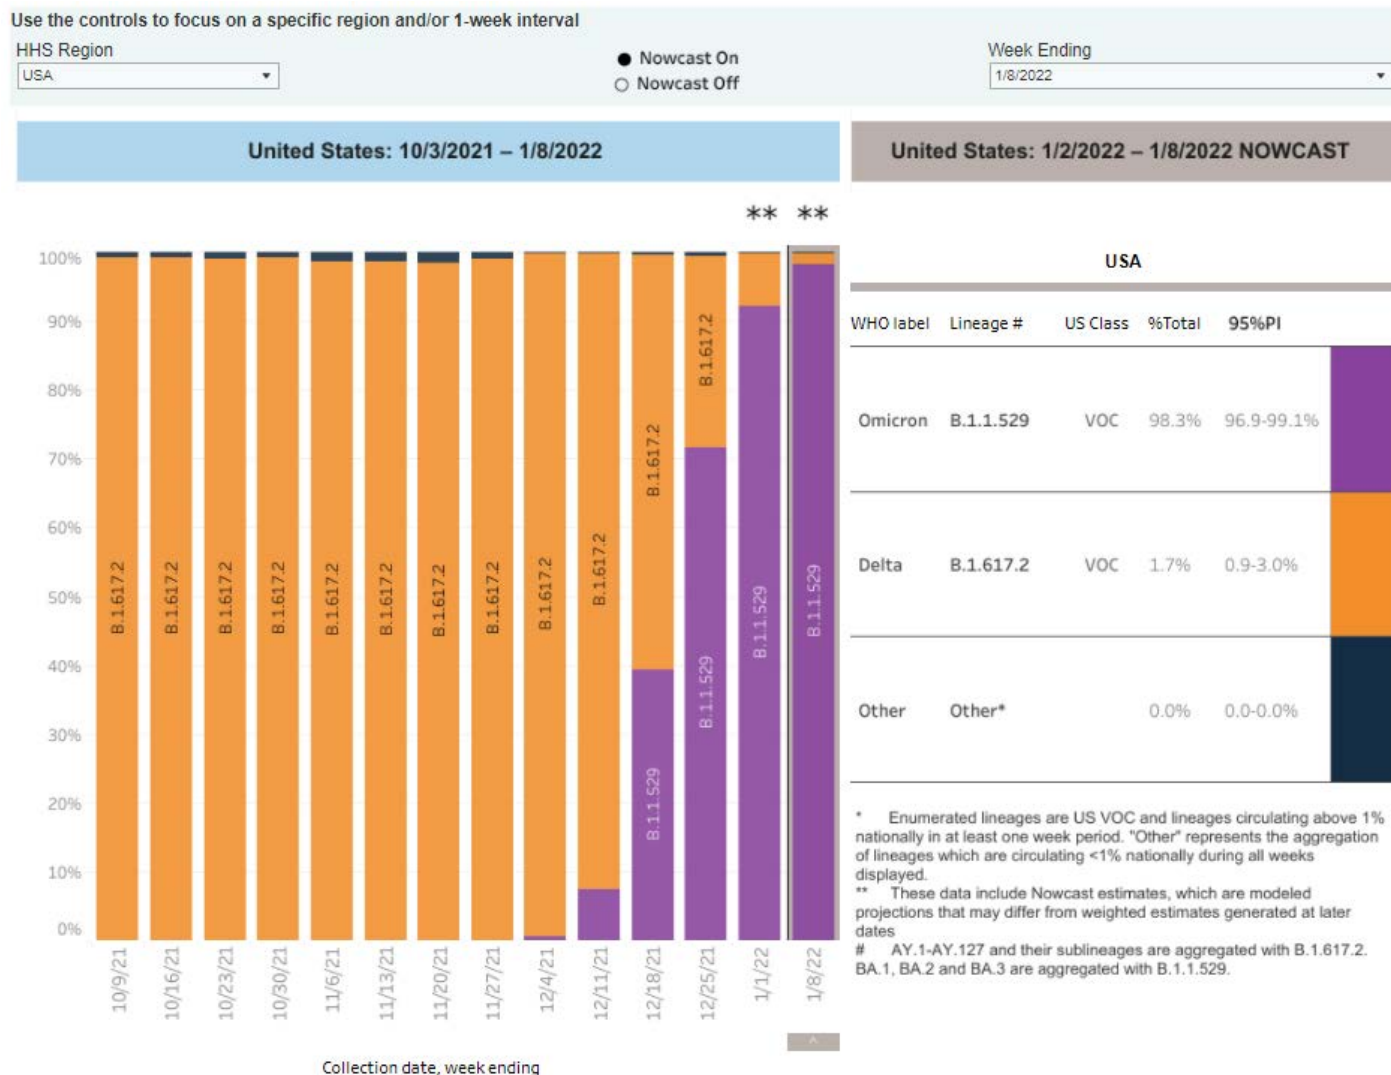 Use the controls to focus on a specific region and/or 1-week interval
HHS Region
USA
Nowcast On
Nowcast Off
Week Ending
1/8/2022
United States: 10/3/2021 – 1/8/2022
United States: 1/2/2022 – 1/8/2022 NOWCAST
** **
100%
90%
80%
70%
60%
50%
40%
30%
20%
10%
0%
B.1.617.2
B.1.617.2
B.1.617.2
B.1.617.2
B.1.617.2
B.1.617.2
B.1.617.2
B.1.617.2
B.1.617.2
B.1.617.2
B.1.617.2
B.1.1.529
B.1.617.2
B.1.1.529
B.1.1.529
B.1.1.529
10/9/21
10/16/21
10/23/21
10/30/21
11/6/21
11/13/21
11/20/21
11/27/21
12/4/21
12/11/21
12/18/21
12/25/21
1/1/22
1/8/22
Collection date, week ending
USA
WHO label Lineage # US Class %Total 95%PI
Omicron B.1.1.529 VOC 98.3% 96.9-99.1%
Delta B.1.617.2 VOC 1.7% 0.9-3.0%
Other Other* 0.0% 0.0-0.0%
* Enumerated lineages are US VOC and lineages circulating above 1%
nationally in at least one week period. "Other" represents the aggregation
of lineages which are circulating <1% nationally during all weeks
displayed.
** These data include Nowcast estimates, which are modeled
projections that may differ from weighted estimates generated at later
dates
# AY.1-AY.127 and their sublineages are aggregated with B.1.617.2.
BA.1, BA.2 and BA.3 are aggregated with B.1.1.529.